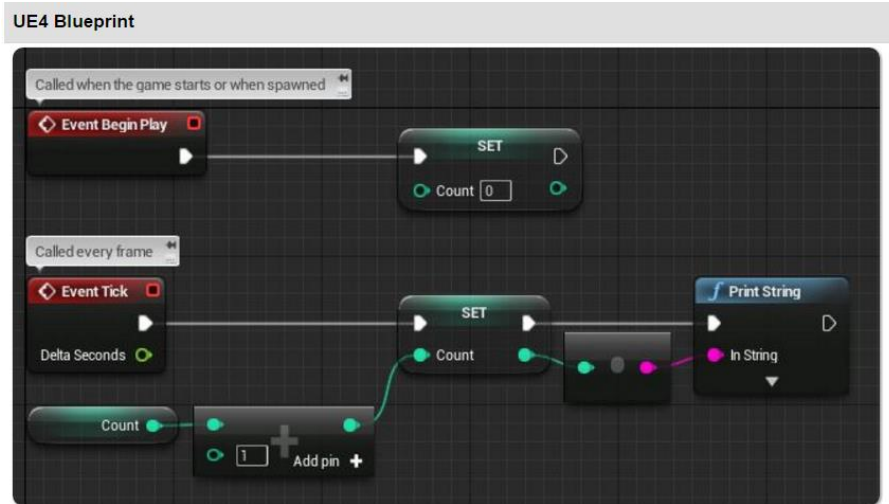 UE4 Blueprint
Called when the game starts or when spawned
Event Begin Play
SET
Count 0
Called every frame
Event Tick
SET
Print String
Delta Seconds
Count
In String
Count
1
Add pin